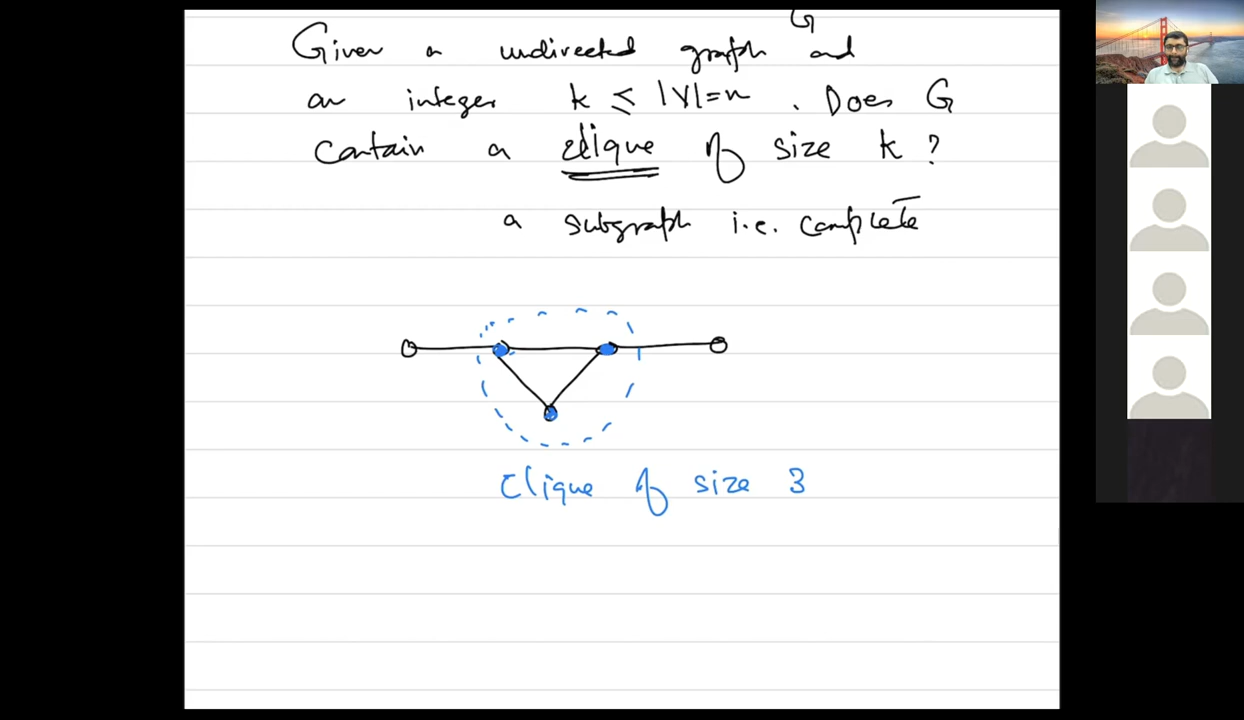 Given a undirected graph G and
an integer k ≤ |V|=n . Does G
contain a clique of size k ?
a subgraph i.e. complete
Clique of size 3